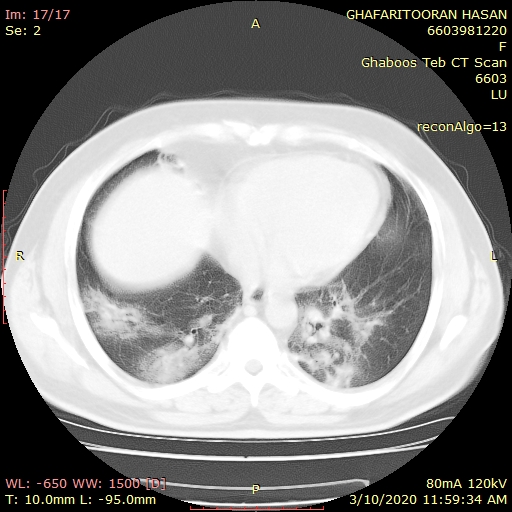 Im: 17/17
Se: 2
GHAFARITOORAN HASAN
6603981220
F
Ghaboos Teb CT Scan
6603
LU
reconAlgo=13
A
R
L
P
WL: -650 WW: 1500 [D]
T: 10.0mm L: -95.0mm
80mA 120kV
3/10/2020 11:59:34 AM